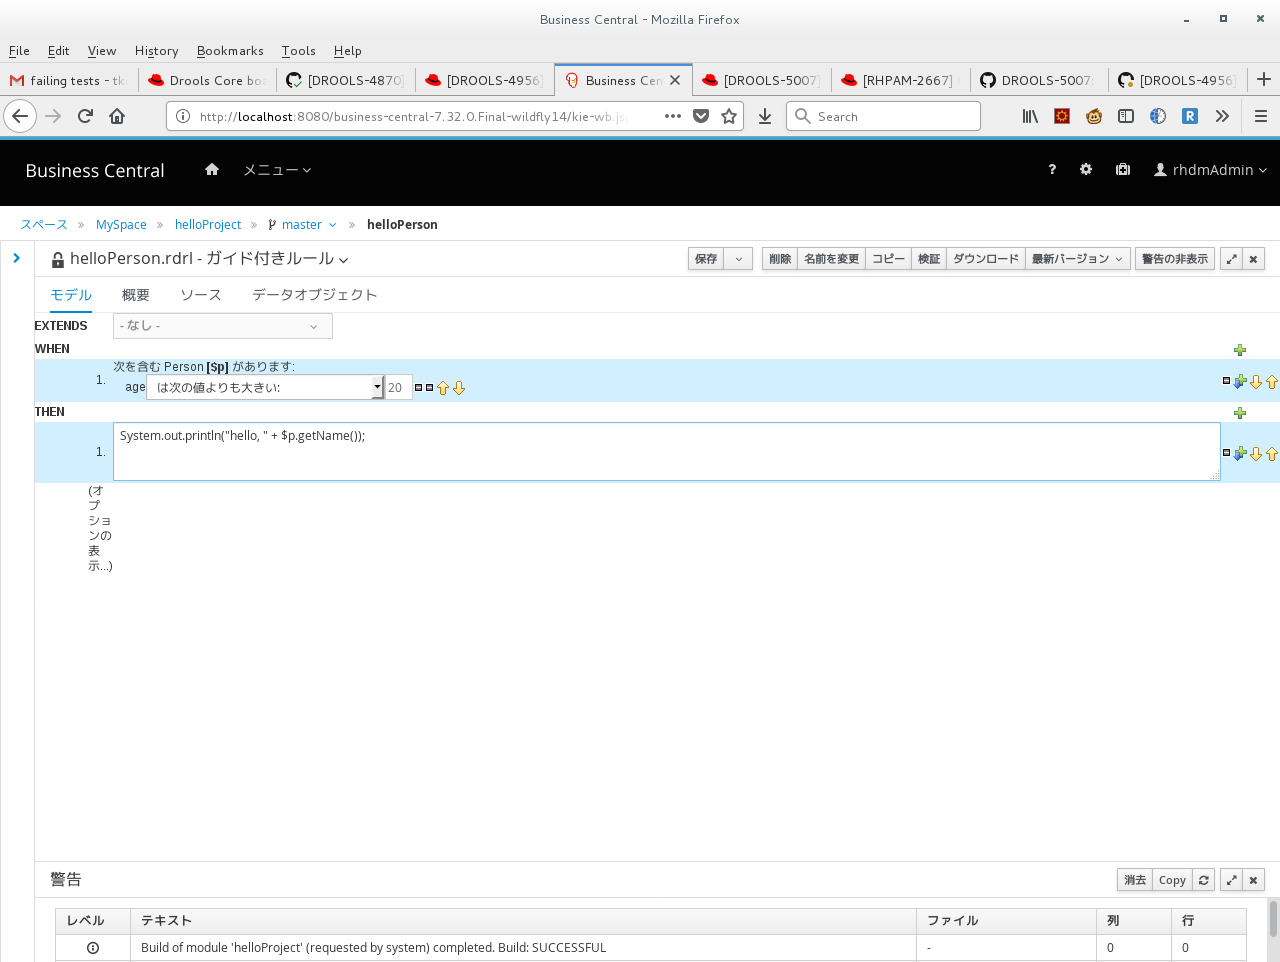 Business Central - Mozilla Firefox
File Edit View History Bookmarks Tools Help
failing tests - tk
Drools Core bo
[DROOLS-4870]
[DROOLS-4956]
Business Cen
[DROOLS-5007]
[RHPAM-2667]
DROOLS-5007:
[DROOLS-4956]
http://localhost:8080/business-central-7.32.0.Final-wildfly14/kie-wb.jsp
Search
Business Central メニュー rhdmAdmin
スペース » MySpace » helloProject » master » helloPerson
helloPerson.rdrl - ガイド付きルール
保存 削除 名前を変更 コピー 検証 ダウンロード 最新バージョン 警告の非表示
モデル 概要 ソース データオブジェクト
EXTENDS - なし -
WHEN
次を含む Person [$p] があります:
1.
age は次の値よりも大きい: 20
THEN
1. System.out.println("hello, " + $p.getName());
(オ
プ
ショ
ンの
表
示...)
警告
消去 Copy
レベル テキスト ファイル 列 行
Build of module 'helloProject' (requested by system) completed. Build: SUCCESSFUL - 0 0